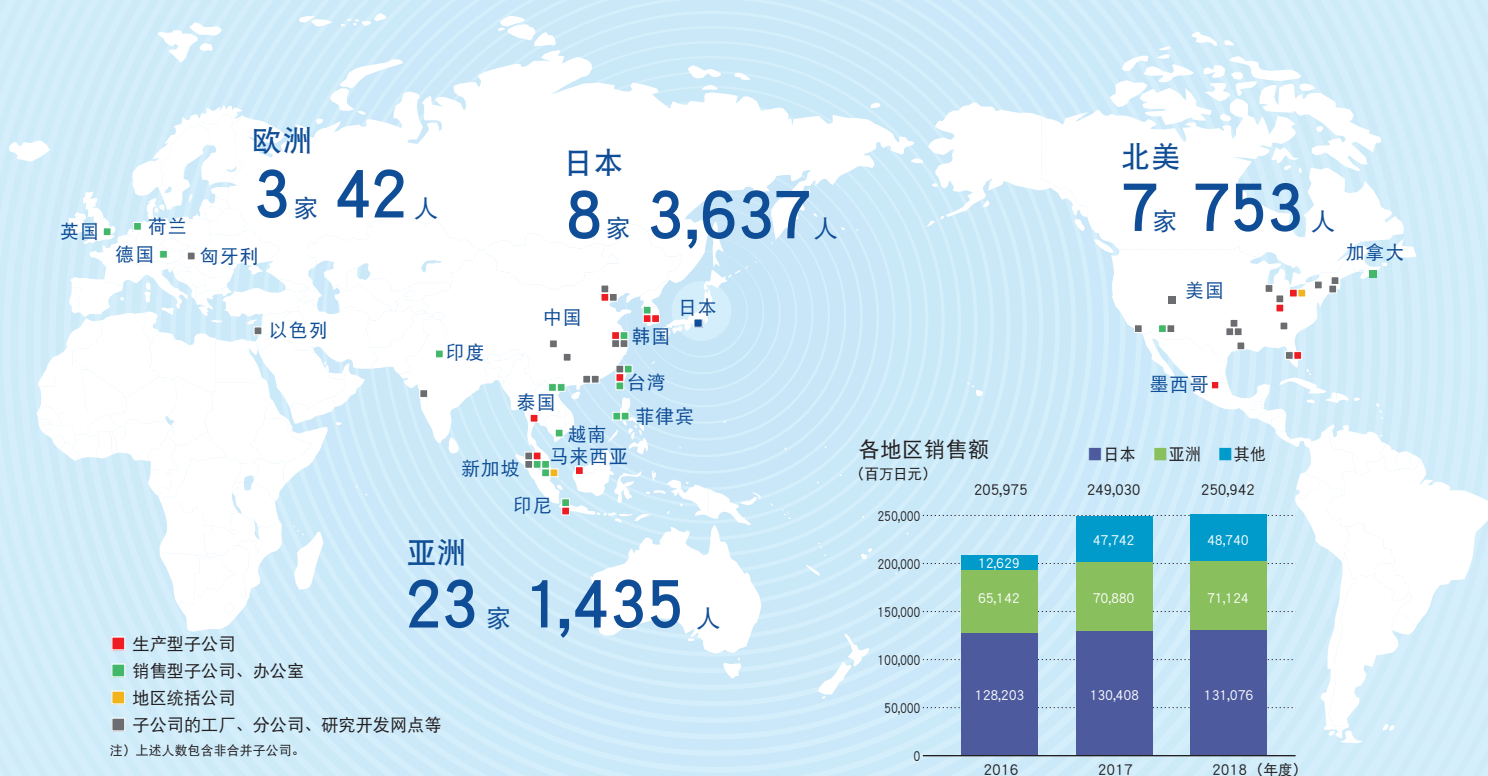 欧洲
3家 42人
日本
8家 3,637人
北美
7家 753人
英国
荷兰
德国
匈牙利
以色列
印度
中国
日本
韩国
台湾
泰国
菲律宾
越南
马来西亚
新加坡
印尼
加拿大
美国
墨西哥
亚洲
23家 1,435人
生产型子公司
销售型子公司、办公室
地区统括公司
子公司的工厂、分公司、研究开发网点等
注）上述人数包含非合并子公司。
各地区销售额
（百万日元）
日本 亚洲 其他
205,975 249,030 250,942
250,000
200,000
150,000
100,000
50,000
0
12,629 47,742 48,740
65,142 70,880 71,124
128,203 130,408 131,076
2016 2017 2018（年度）